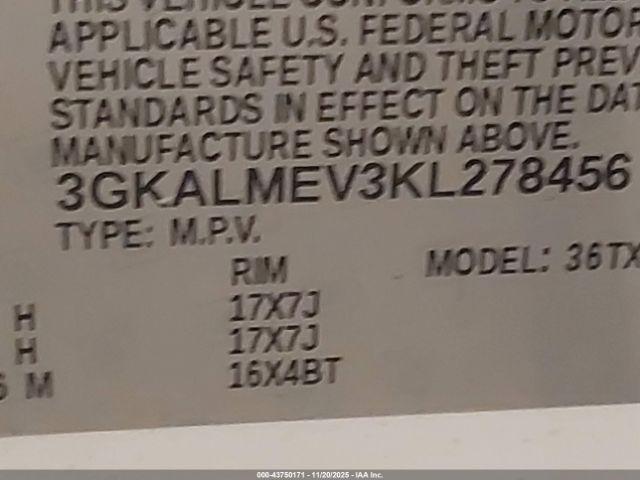 APPLICABLE U.S. FEDERAL MOTOR
VEHICLE SAFETY AND THEFT PREV
STANDARDS IN EFFECT ON THE DAT
MANUFACTURE SHOWN ABOVE.
3GKALMEV3KL278456
TYPE: M.P.V.
RIM MODEL: 36TX
H 17X7J
H 17X7J
M 16X4BT
000-43750171 - 11/20/2025 - IAA Inc.